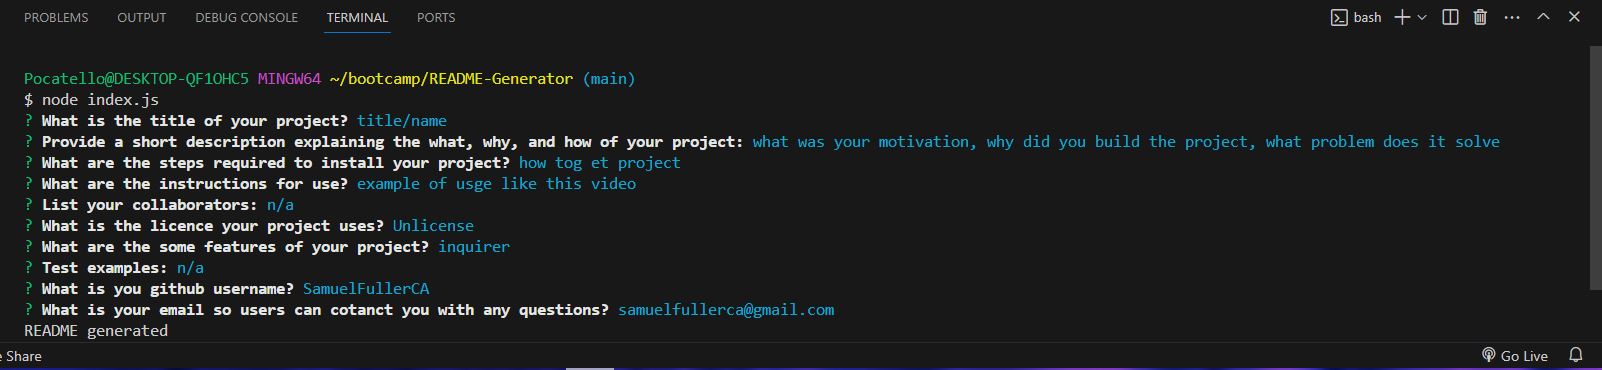 PROBLEMS OUTPUT DEBUG CONSOLE TERMINAL PORTS bash
Pocatello@DESKTOP-QF1OHC5 MINGW64 ~/bootcamp/README-Generator (main)
$ node index.js
? What is the title of your project? title/name
? Provide a short description explaining the what, why, and how of your project: what was your motivation, why did you build the project, what problem does it solve
? What are the steps required to install your project? how tog et project
? What are the instructions for use? example of usge like this video
? List your collaborators: n/a
? What is the licence your project uses? Unlicense
? What are the some features of your project? inquirer
? Test examples: n/a
? What is you github username? SamuelFullerCA
? What is your email so users can cotanct you with any questions? samuelfullerca@gmail.com
README generated
e Share Go Live